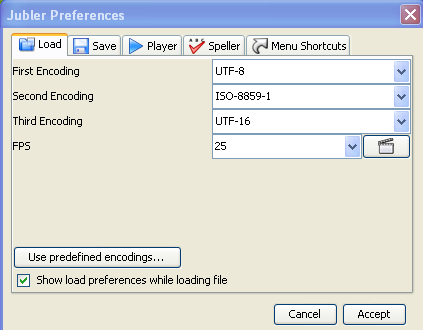 Jubler Preferences
Load Save Player Speller Menu Shortcuts
First Encoding UTF-8
Second Encoding ISO-8859-1
Third Encoding UTF-16
FPS 25
Use predefined encodings...
Show load preferences while loading file
Cancel Accept